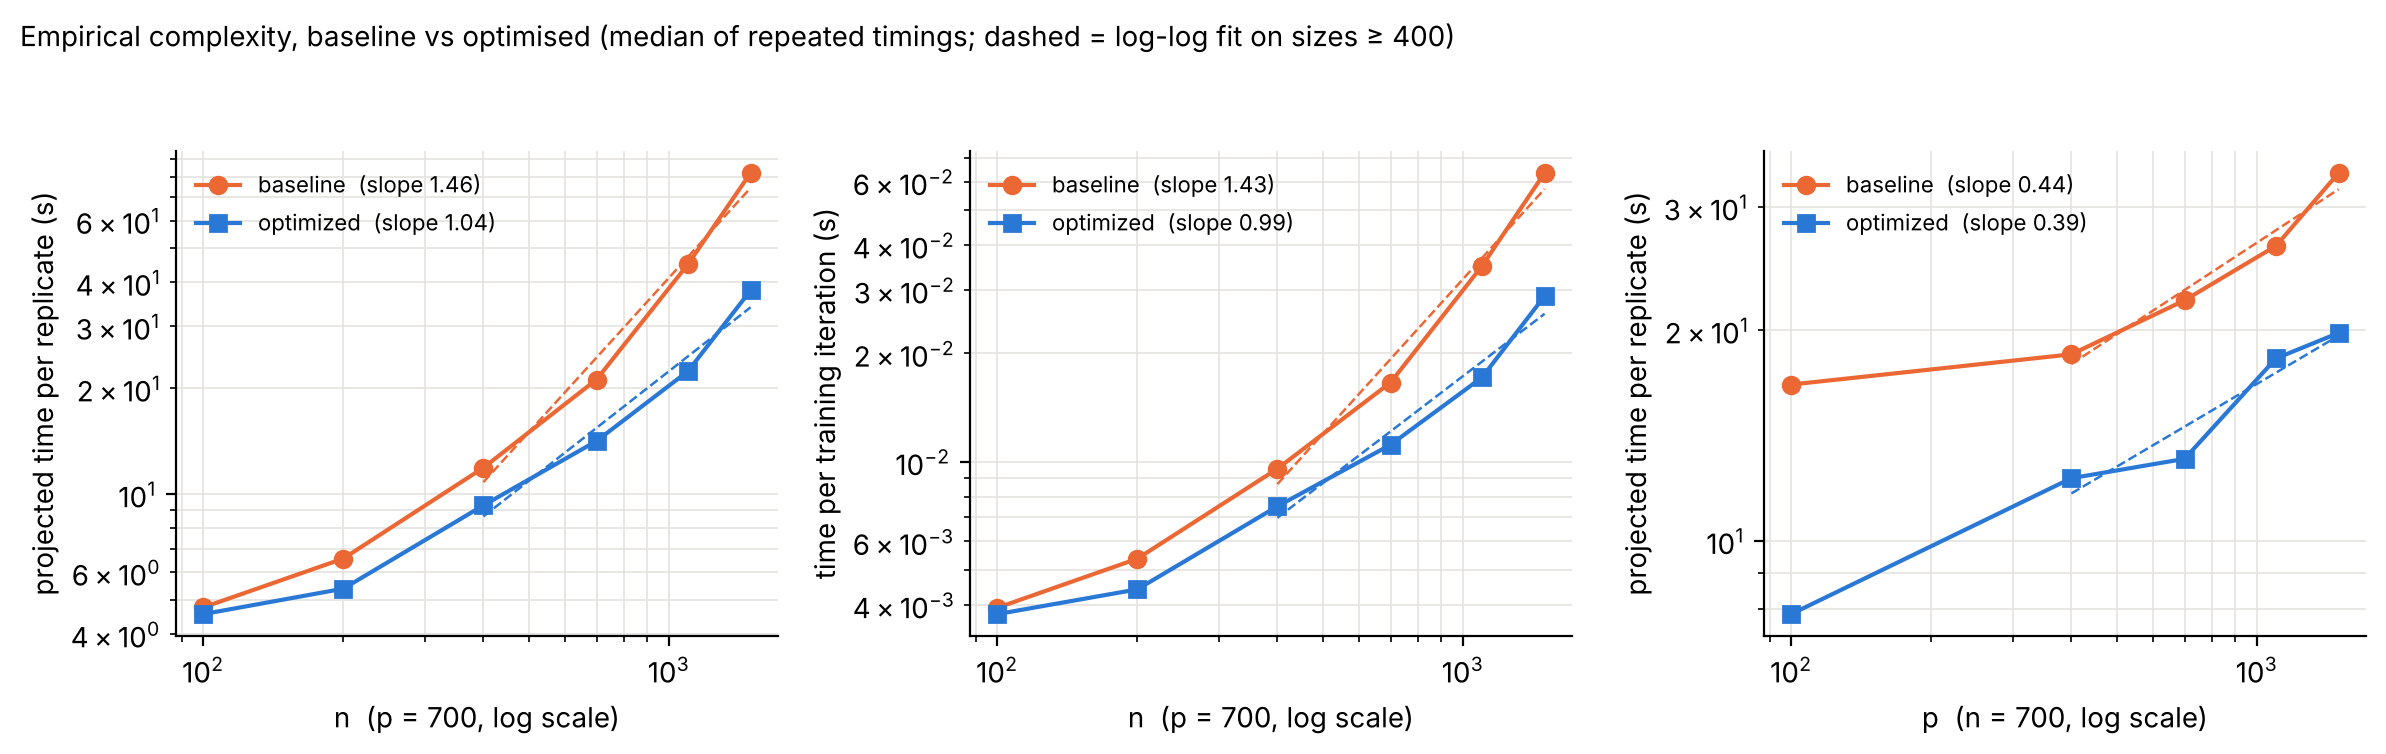 Empirical complexity, baseline vs optimised (median of repeated timings; dashed = log-log fit on sizes ≥ 400)
projected time per replicate (s)
6 × 10¹
4 × 10¹
3 × 10¹
2 × 10¹
10¹
6 × 10⁰
4 × 10⁰
baseline (slope 1.46)
optimized (slope 1.04)
10² 10³
n (p = 700, log scale)
time per training iteration (s)
6 × 10⁻²
4 × 10⁻²
3 × 10⁻²
2 × 10⁻²
10⁻²
6 × 10⁻³
4 × 10⁻³
baseline (slope 1.43)
optimized (slope 0.99)
10² 10³
n (p = 700, log scale)
projected time per replicate (s)
3 × 10¹
2 × 10¹
10¹
baseline (slope 0.44)
optimized (slope 0.39)
10² 10³
p (n = 700, log scale)